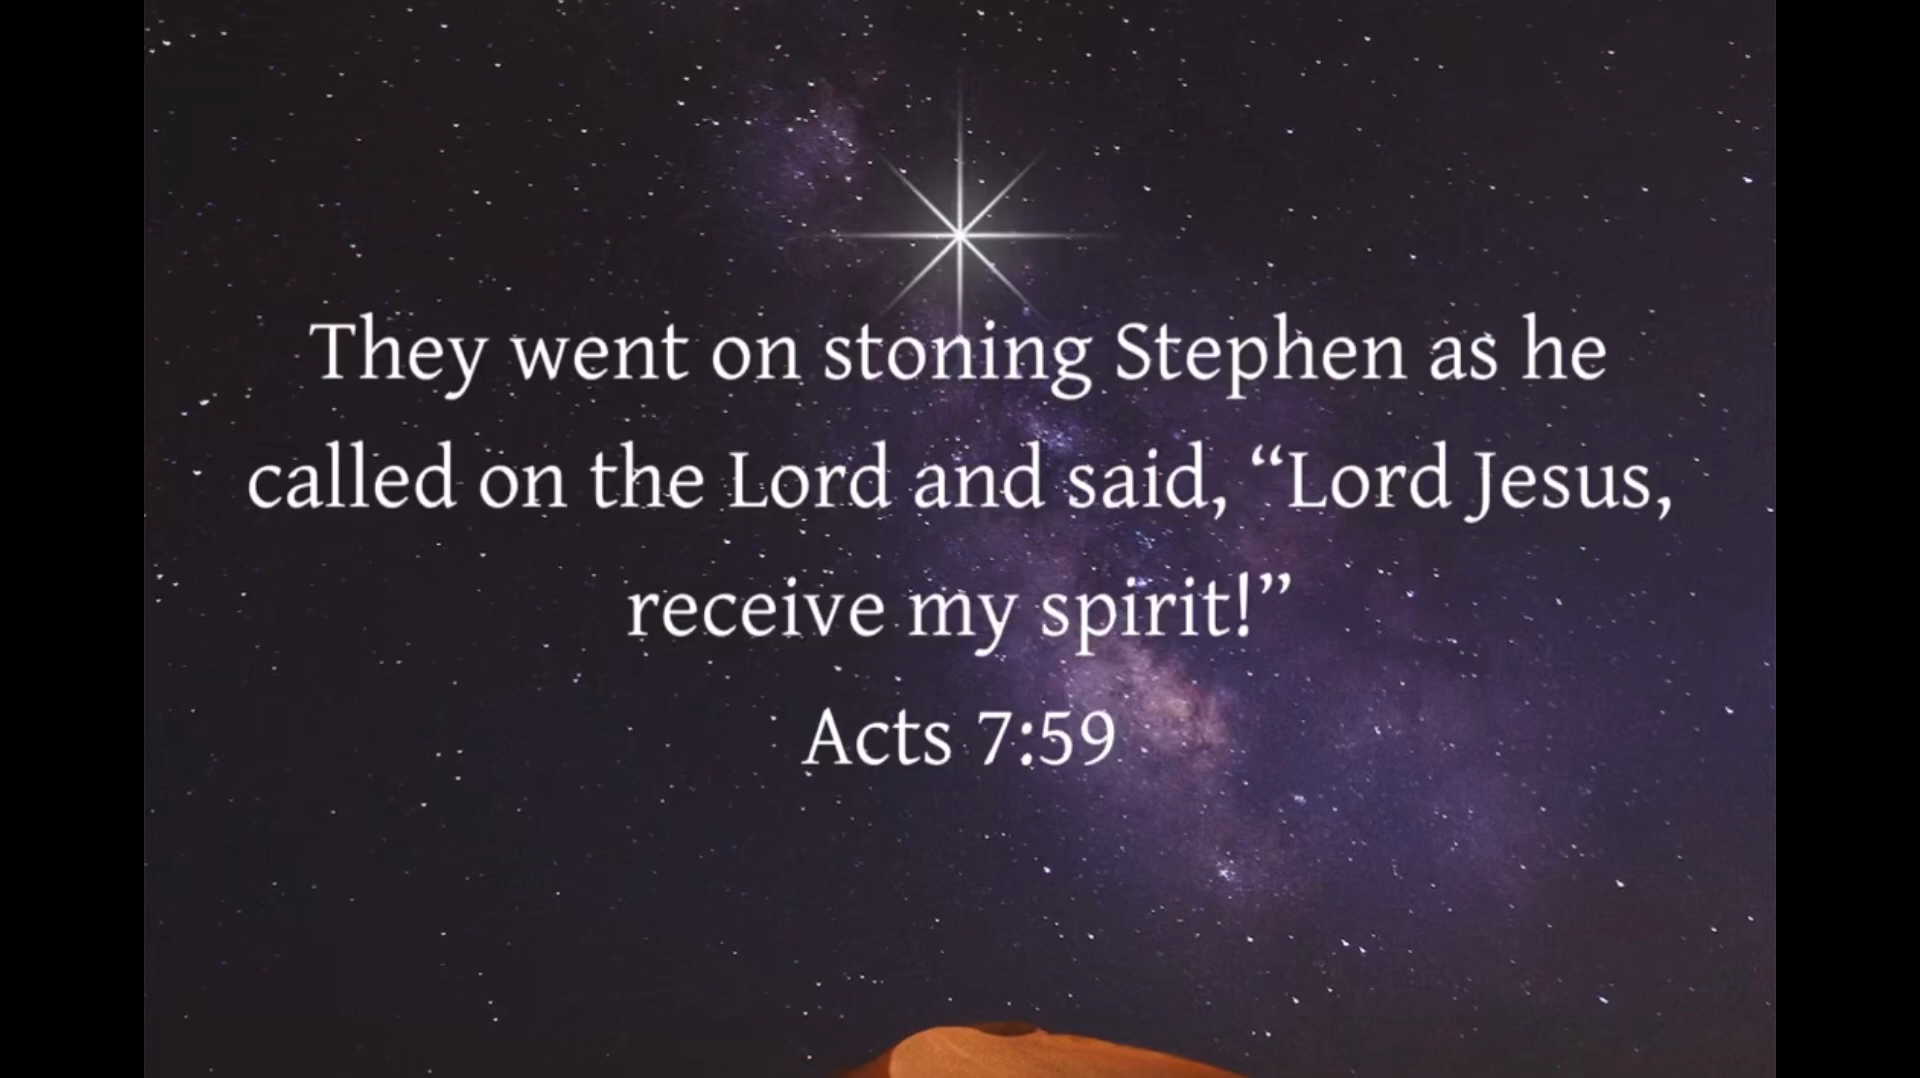 They went on stoning Stephen as he
called on the Lord and said, “Lord Jesus,
receive my spirit!”
Acts 7:59